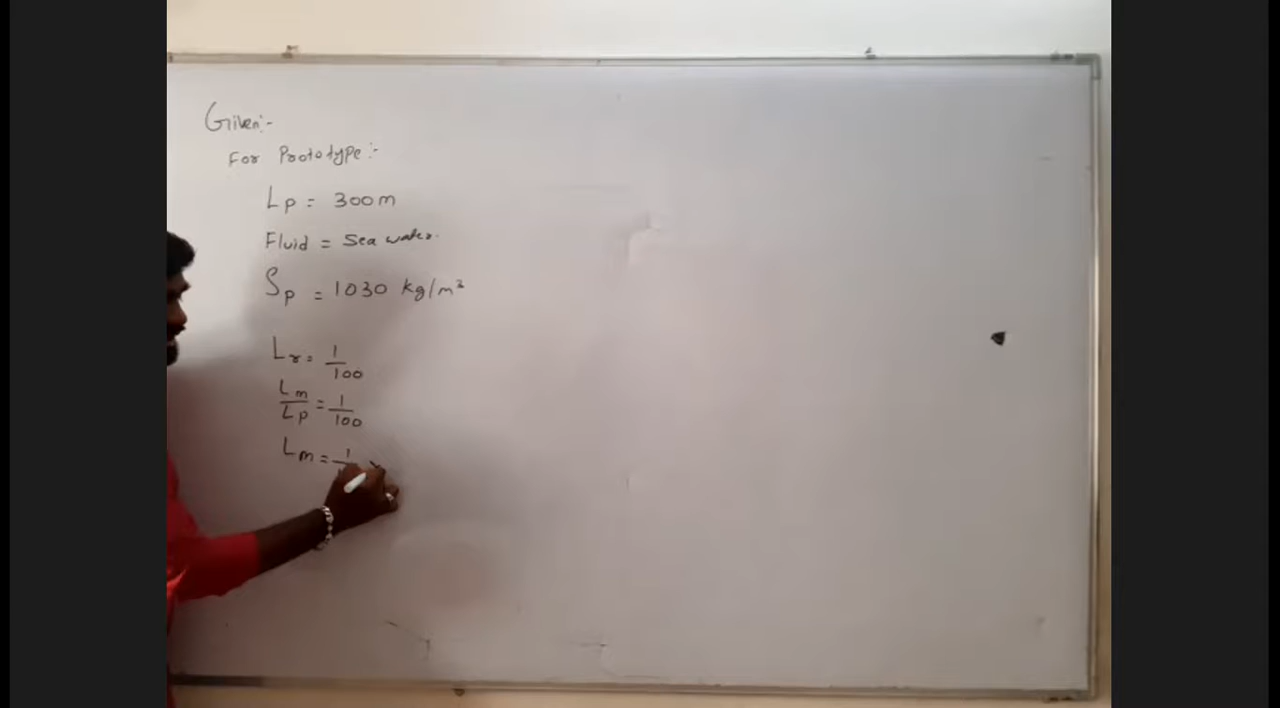 Given:-
For Prototype:-
Lp = 300m
Fluid = Sea water.
Sp = 1030 kg/m³
Lr = 1/100
Lm/Lp = 1/100
Lm = 1